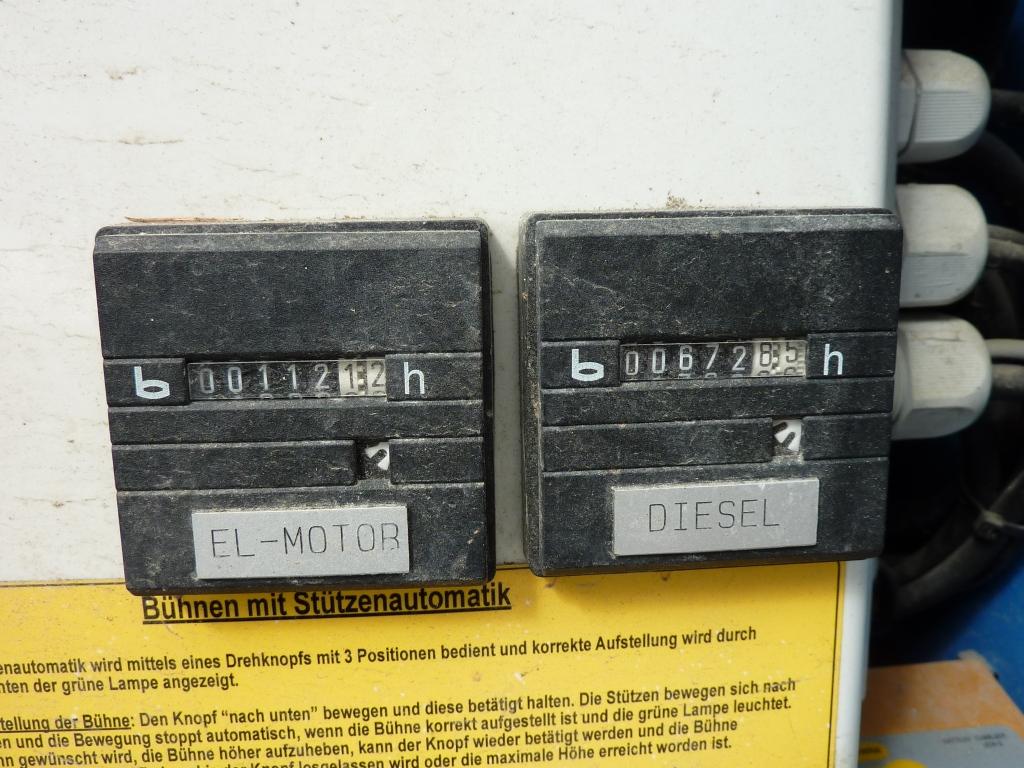 0011212 h
EL-MOTOR
0067285 h
DIESEL
Bühnen mit Stützenautomatik
enautomatik wird mittels eines Drehknopfs mit 3 Positionen bedient und korrekte Aufstellung wird durch
nten der grüne Lampe angezeigt.
tellung der Bühne: Den Knopf “nach unten” bewegen und diese betätigt halten. Die Stützen bewegen sich nach
en und die Bewegung stoppt automatisch, wenn die Bühne korrekt aufgestellt ist und die grüne Lampe leuchtet.
nn gewünscht wird, die Bühne höher aufzuheben, kann der Knopf wieder betätigt werden und die Bühne
der Knopf losgelassen wird oder die maximale Höhe erreicht worden ist.